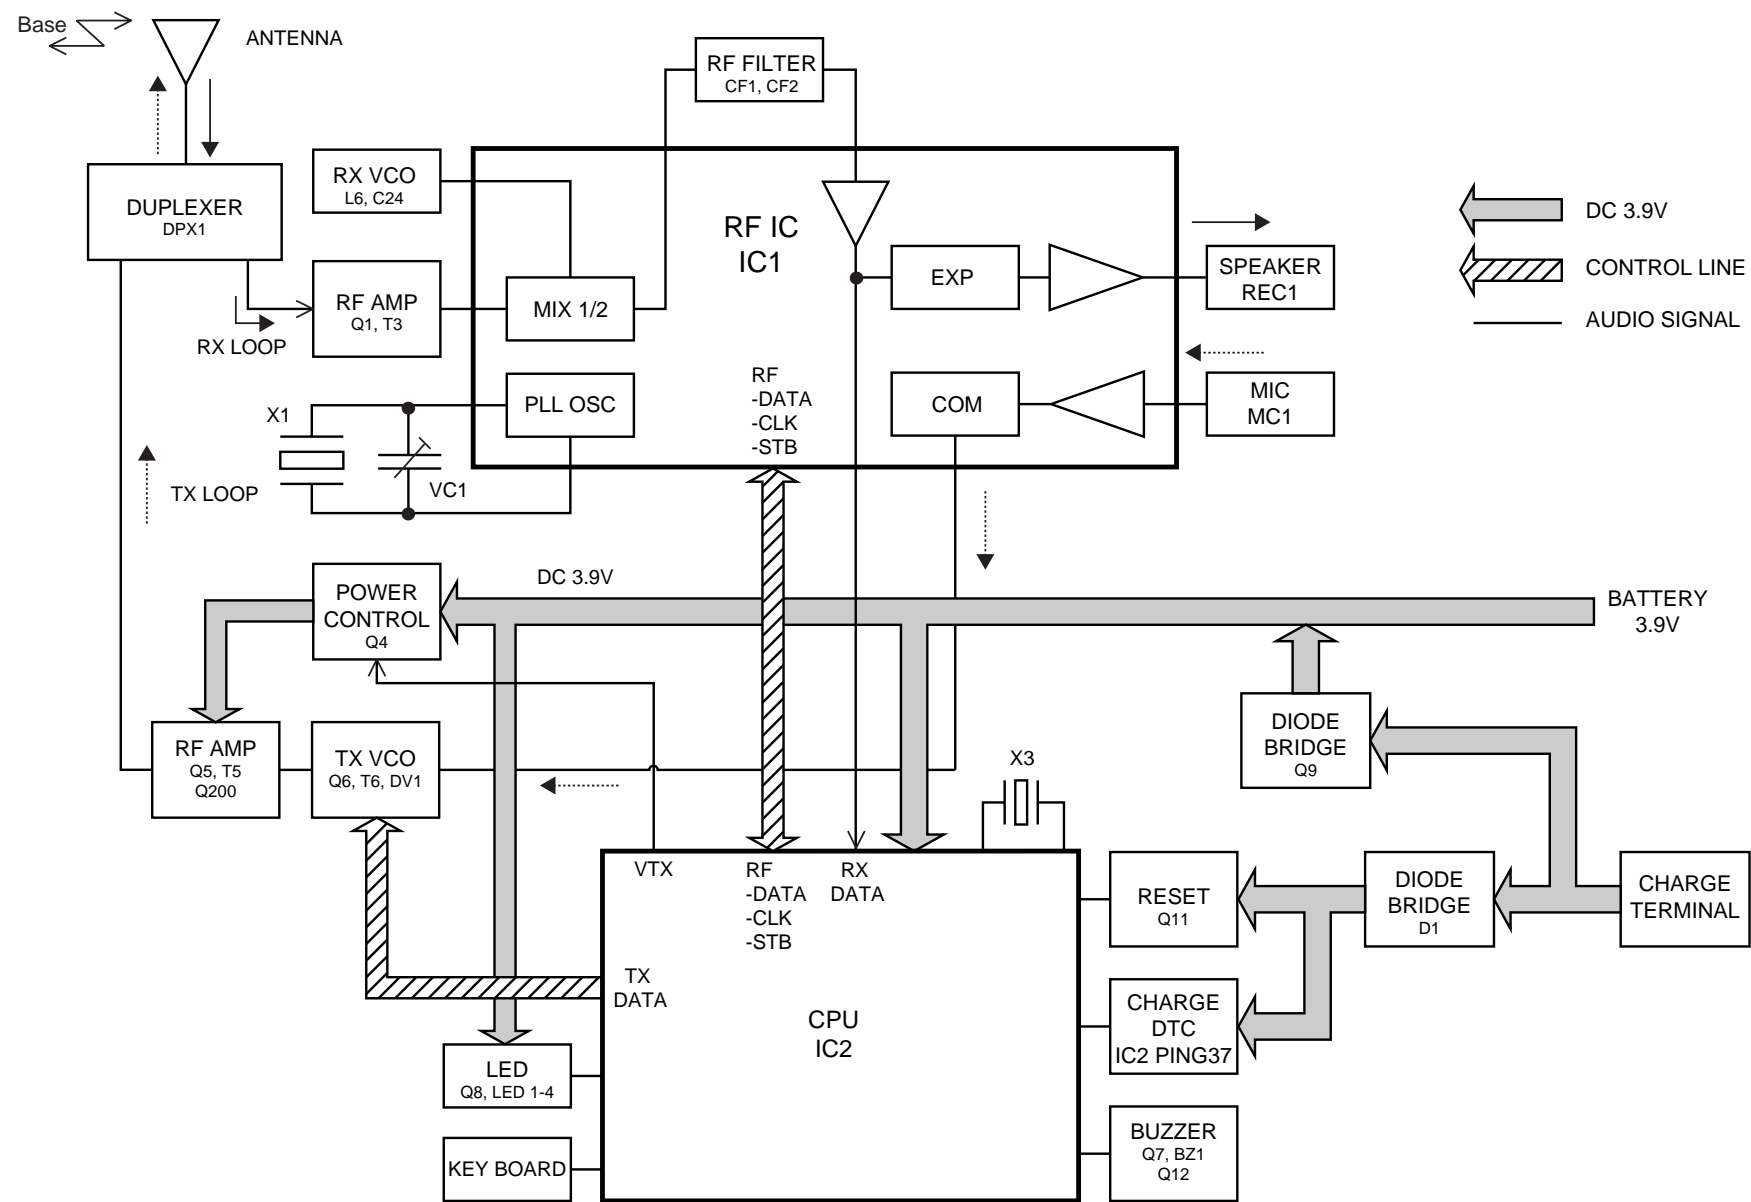 Base
ANTENNA
RF FILTER
CF1, CF2
RX VCO
L6, C24
DUPLEXER
DPX1
RF IC
IC1
DC 3.9V
CONTROL LINE
AUDIO SIGNAL
RF AMP
Q1, T3
MIX 1/2
EXP
SPEAKER
REC1
RX LOOP
PLL OSC
RF
-DATA
-CLK
-STB
COM
MIC
MC1
X1
VC1
TX LOOP
POWER
CONTROL
Q4
DC 3.9V
BATTERY
3.9V
RF AMP
Q5, T5
Q200
TX VCO
Q6, T6, DV1
X3
DIODE
BRIDGE
Q9
VTX
RF
-DATA
-CLK
-STB
RX
DATA
RESET
Q11
DIODE
BRIDGE
D1
CHARGE
TERMINAL
TX
DATA
CPU
IC2
CHARGE
DTC
IC2 PING37
LED
Q8, LED 1-4
BUZZER
Q7, BZ1
Q12
KEY BOARD